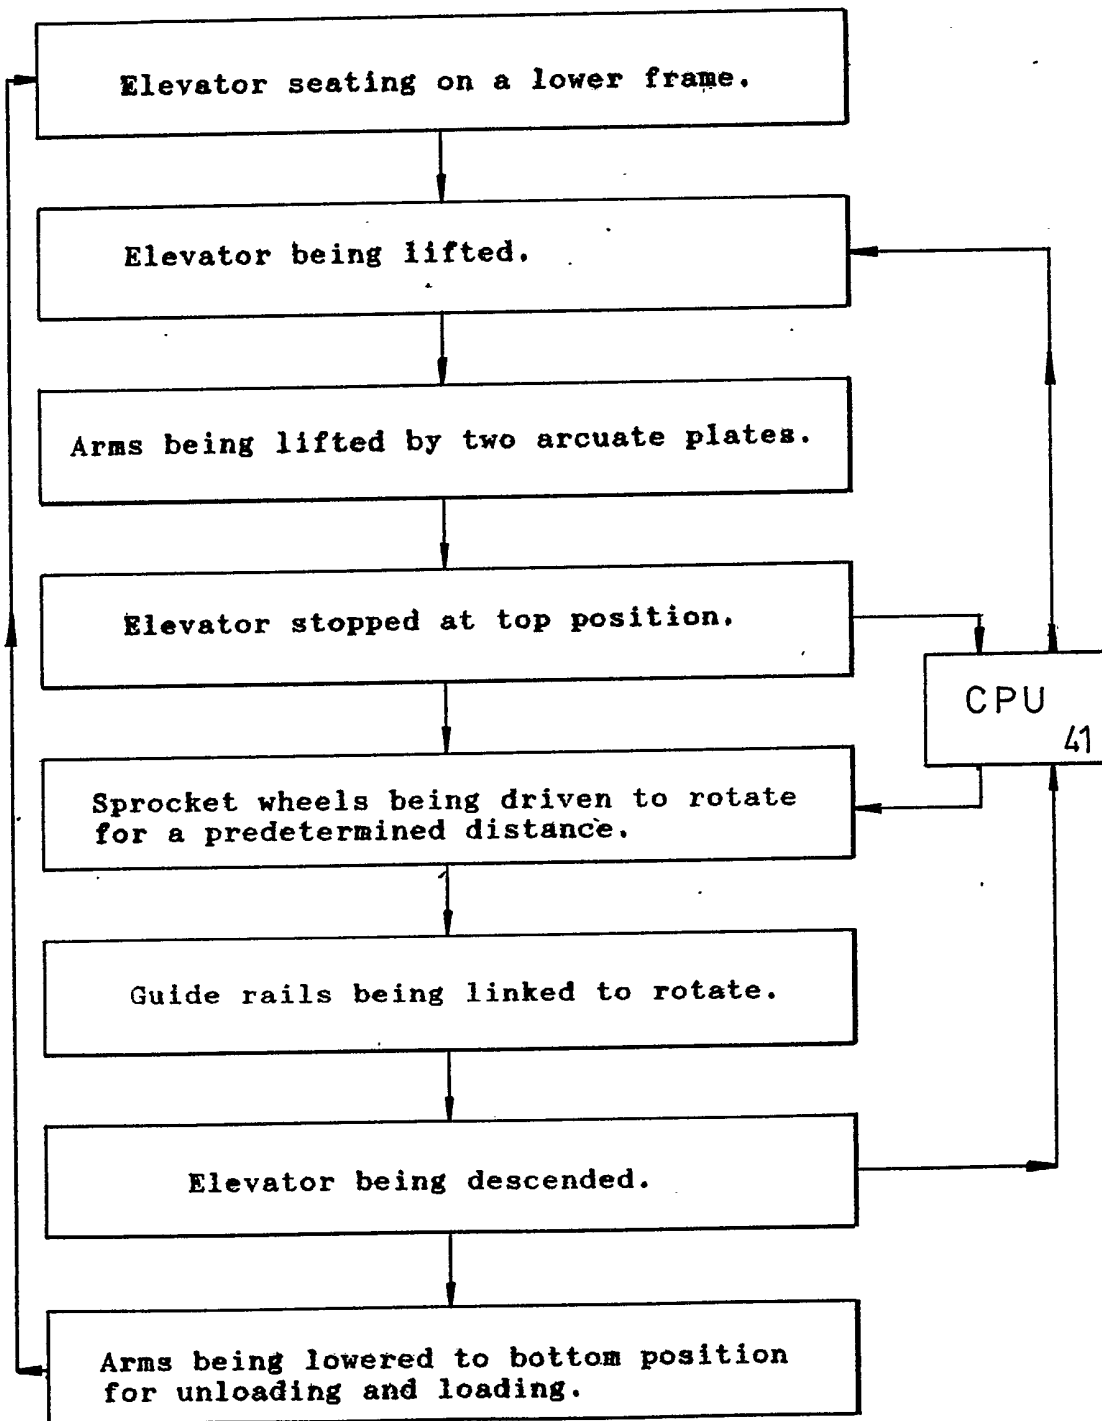 Elevator seating on a lower frame.
Elevator being lifted.
Arms being lifted by two arcuate plates.
Elevator stopped at top position.
CPU
41
Sprocket wheels being driven to rotate
for a predetermined distance.
Guide rails being linked to rotate.
Elevator being descended.
Arms being lowered to bottom position
for unloading and loading.